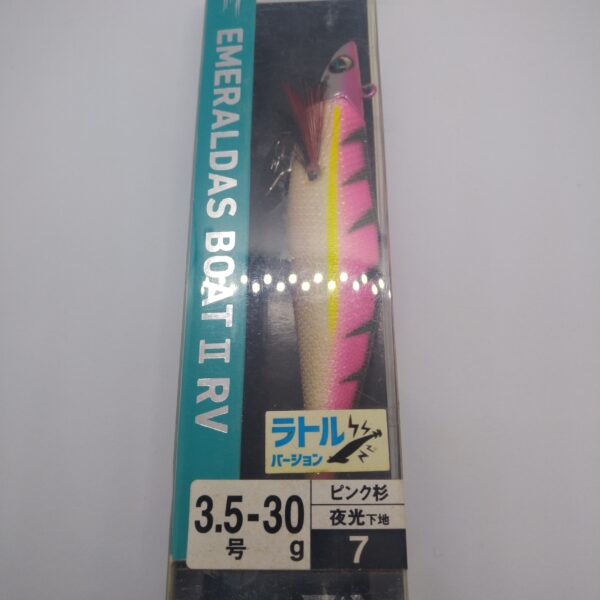 EMERALDAS BOAT II RV
ラトル
バージョン
3.5-30
号 g
ピンク杉
夜光下地
7